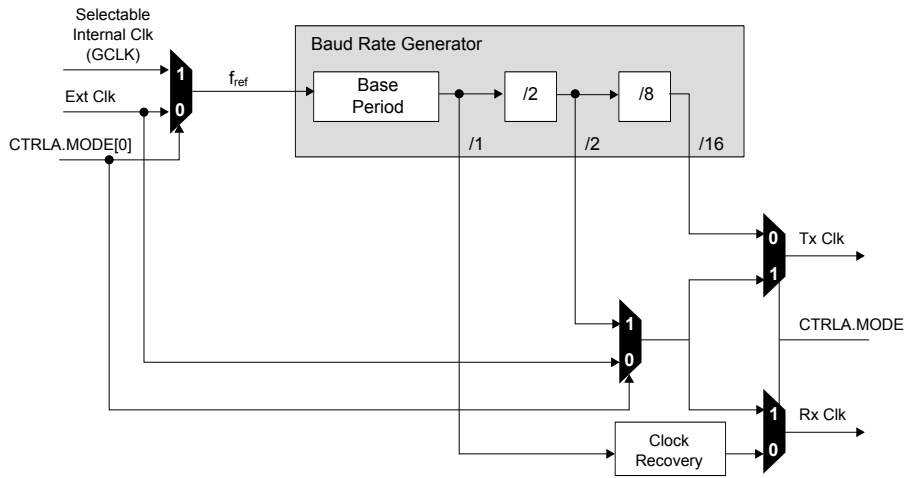 Selectable
Internal Clk
(GCLK)
Ext Clk
CTRLA.MODE[0]
1
0
fref
Baud Rate Generator
Base
Period
/2
/8
/1
/2
/16
0
1
Tx Clk
1
0
CTRLA.MODE
1
0
Rx Clk
Clock
Recovery